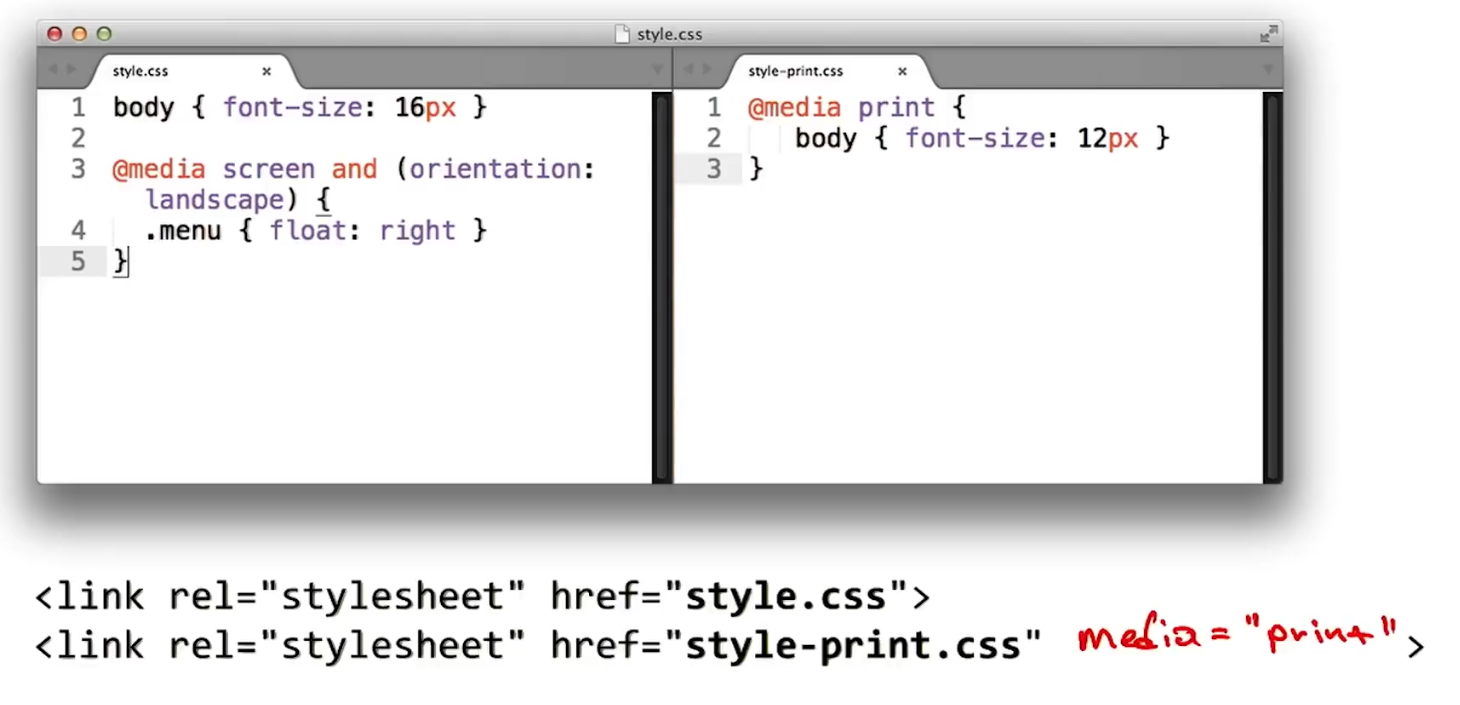 style.css
style.css ×
1 body { font-size: 16px }
2
3 @media screen and (orientation:
landscape) {
4 .menu { float: right }
5 }
style-print.css ×
1 @media print {
2 body { font-size: 12px }
3 }
<link rel="stylesheet" href="style.css">
<link rel="stylesheet" href="style-print.css" media="print">